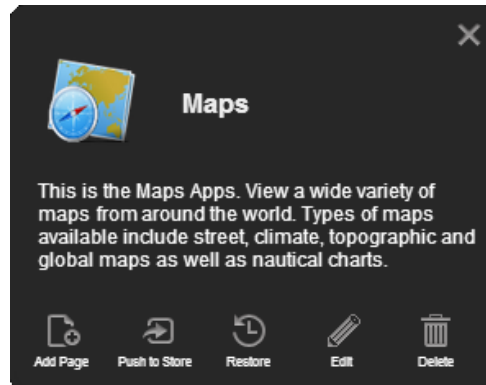 Maps
This is the Maps Apps. View a wide variety of
maps from around the world. Types of maps
available include street, climate, topographic and
global maps as well as nautical charts.
Add Page Push to Store Restore Edit Delete